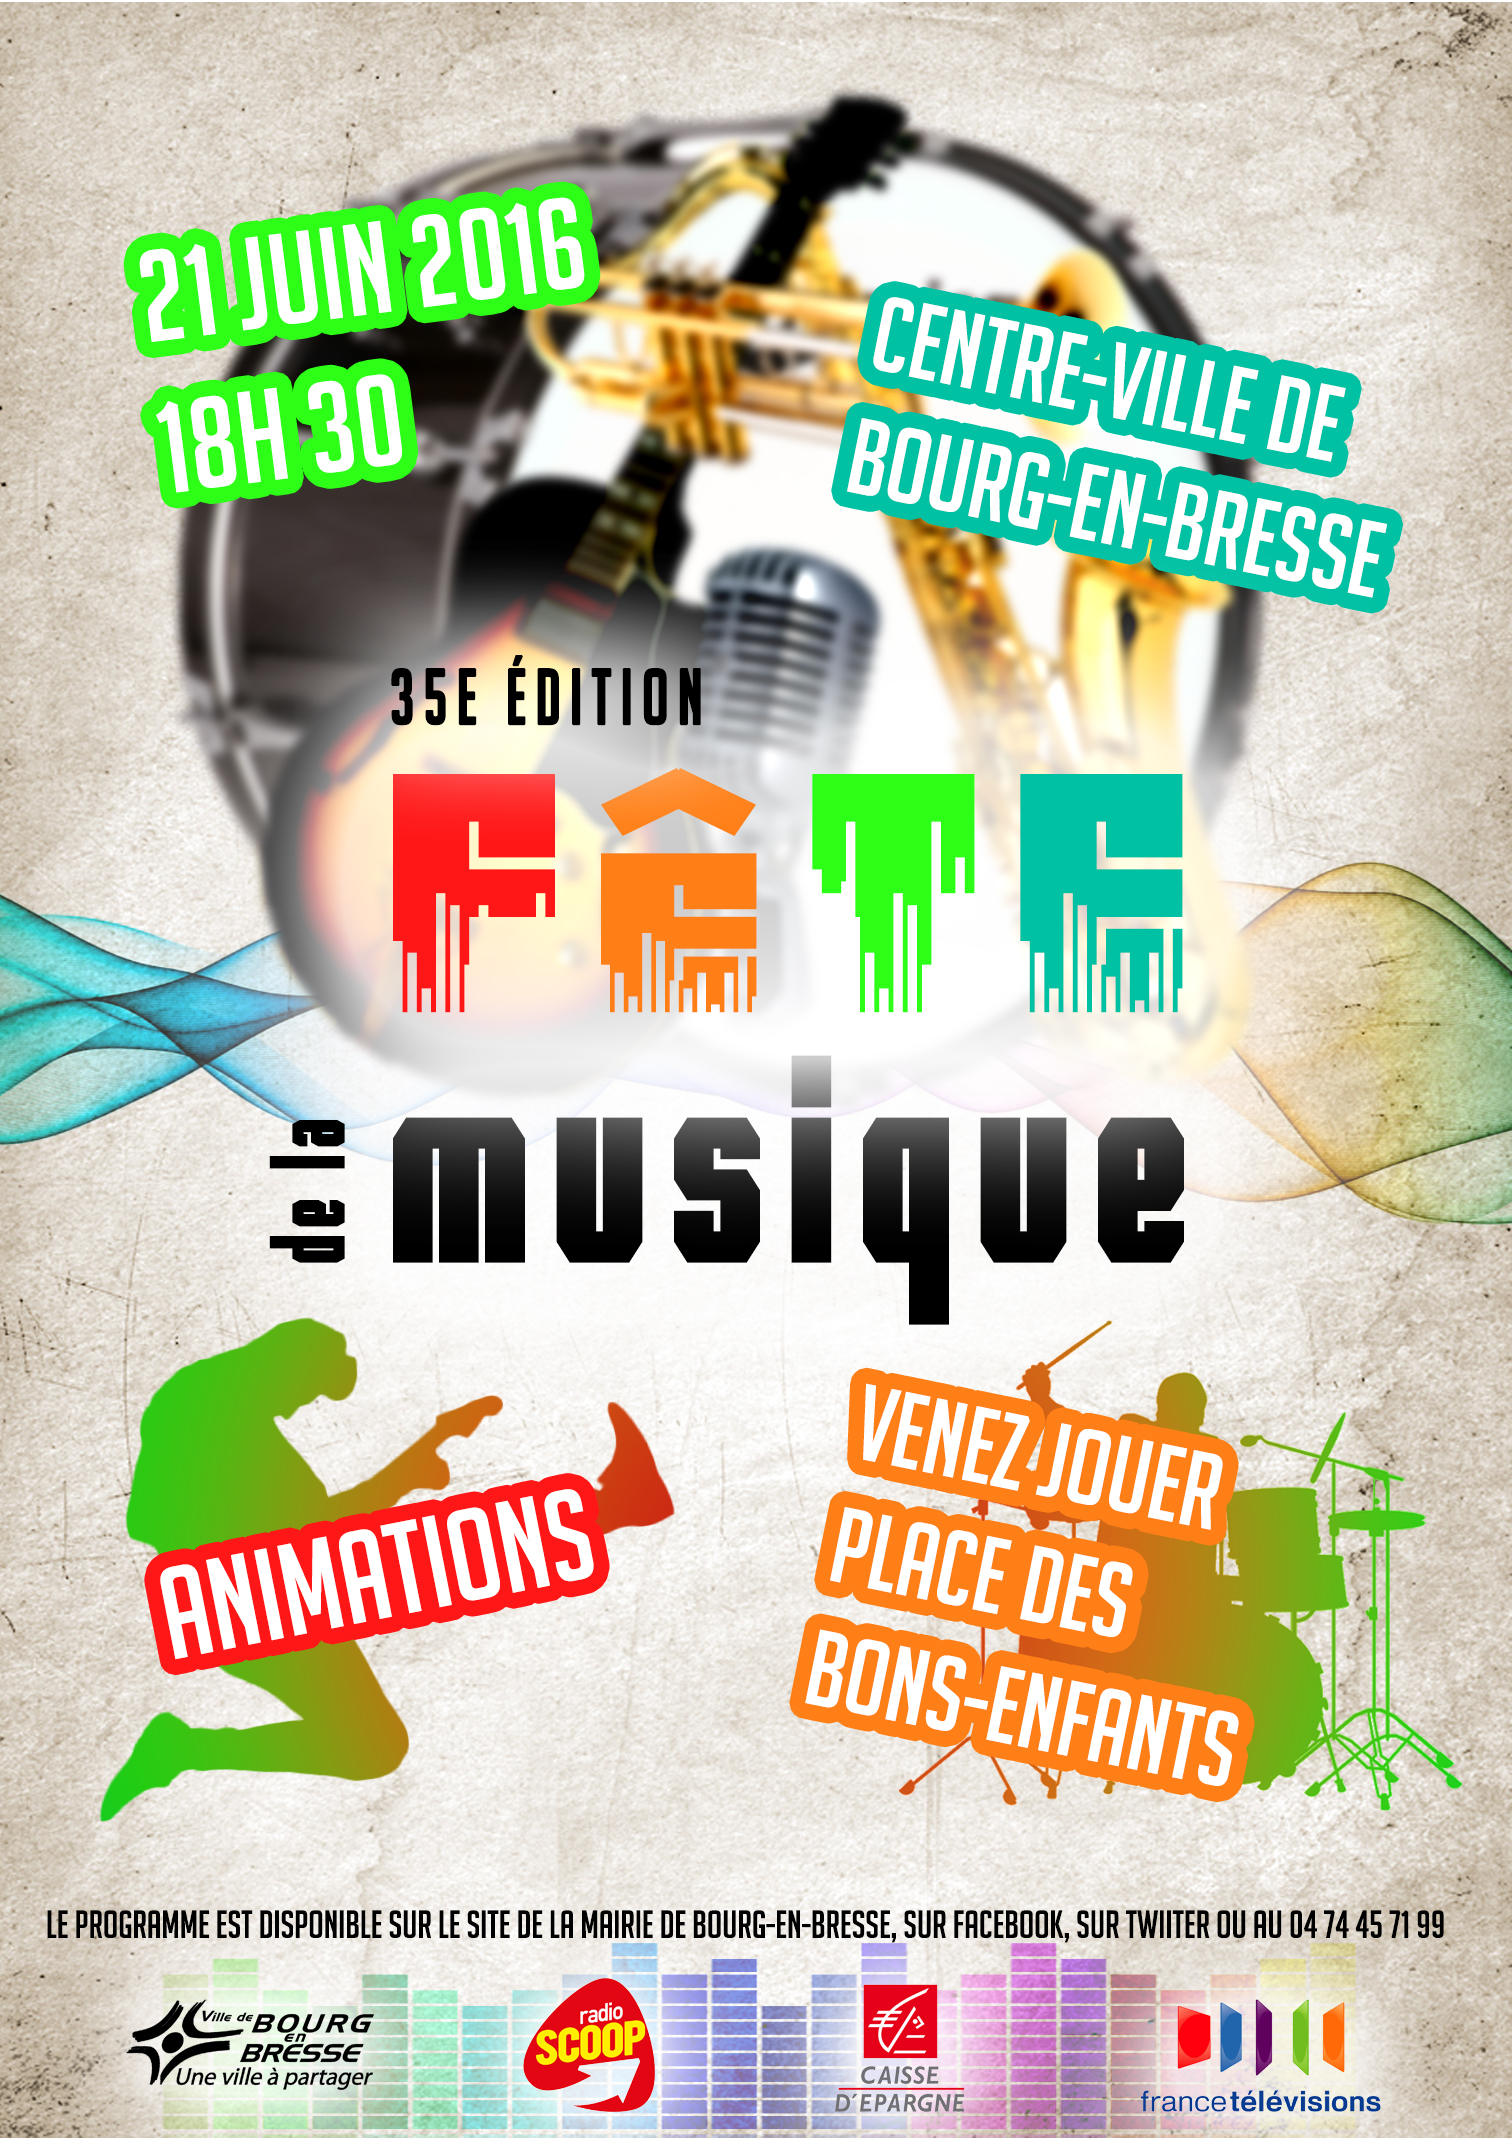 21 JUIN 2016
18H 30
CENTRE-VILLE DE
BOURG-EN-BRESSE
35E ÉDITION
FÊTE
de la
musique
ANIMATIONS
VENEZ JOUER
PLACE DES
BONS-ENFANTS
LE PROGRAMME EST DISPONIBLE SUR LE SITE DE LA MAIRIE DE BOURG-EN-BRESSE, SUR FACEBOOK, SUR TWIITER OU AU 04 74 45 71 99
Ville de BOURG
en
BRESSE
Une ville à partager
radio
SCOOP
CAISSE
D'EPARGNE
francetélévisions